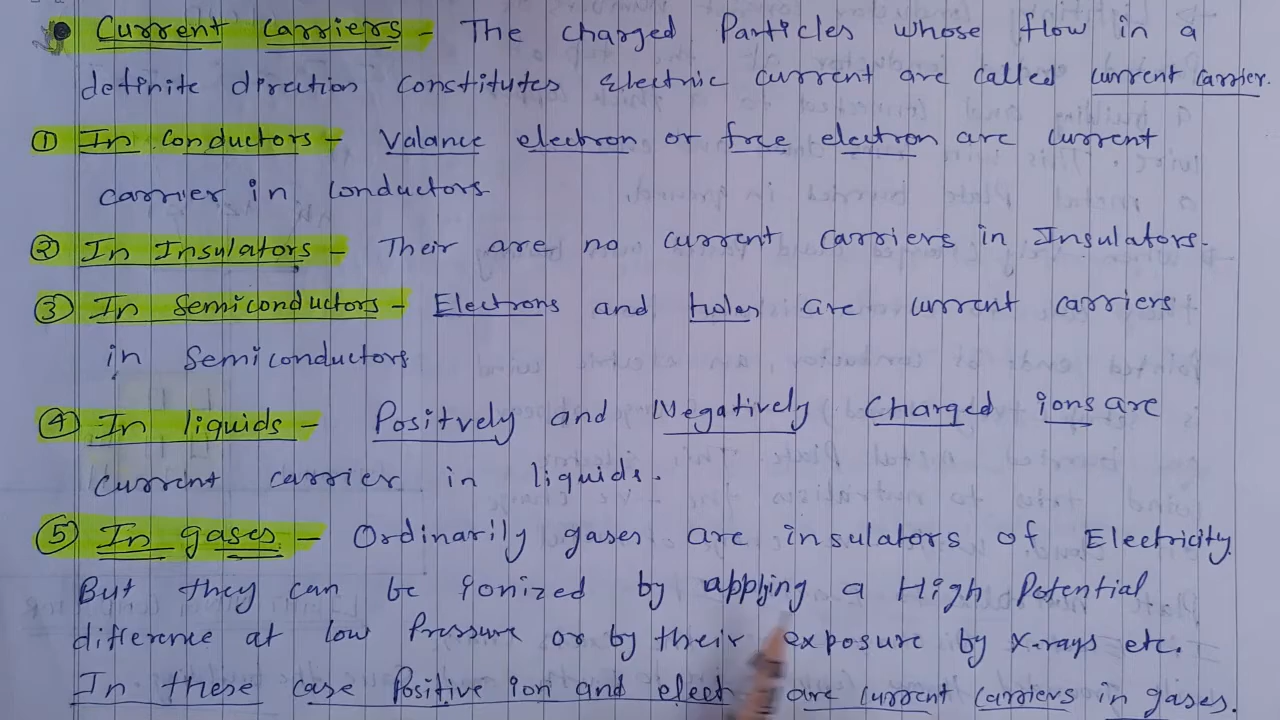 Current carriers - The charged Particles whose flow in a
definite direction constitutes Electric current are called current carrier.
① In conductors - Valance electron or free electron are current
carrier in conductors
② In Insulators - Their are no current carriers in Insulators-
③ In Semiconductors - Electrons and holes are current carriers
in semiconductors
④ In liquids - Positvely and Negatively Charged ions are
current carrier in liquids.
⑤ In gases - Ordinarily gases are insulators of Electricity
But they can be ionized by applying a High Potential
difference at low Pressure or by their exposure by X-rays etc.
In these case Positive ion and elect are current carriers in gases.